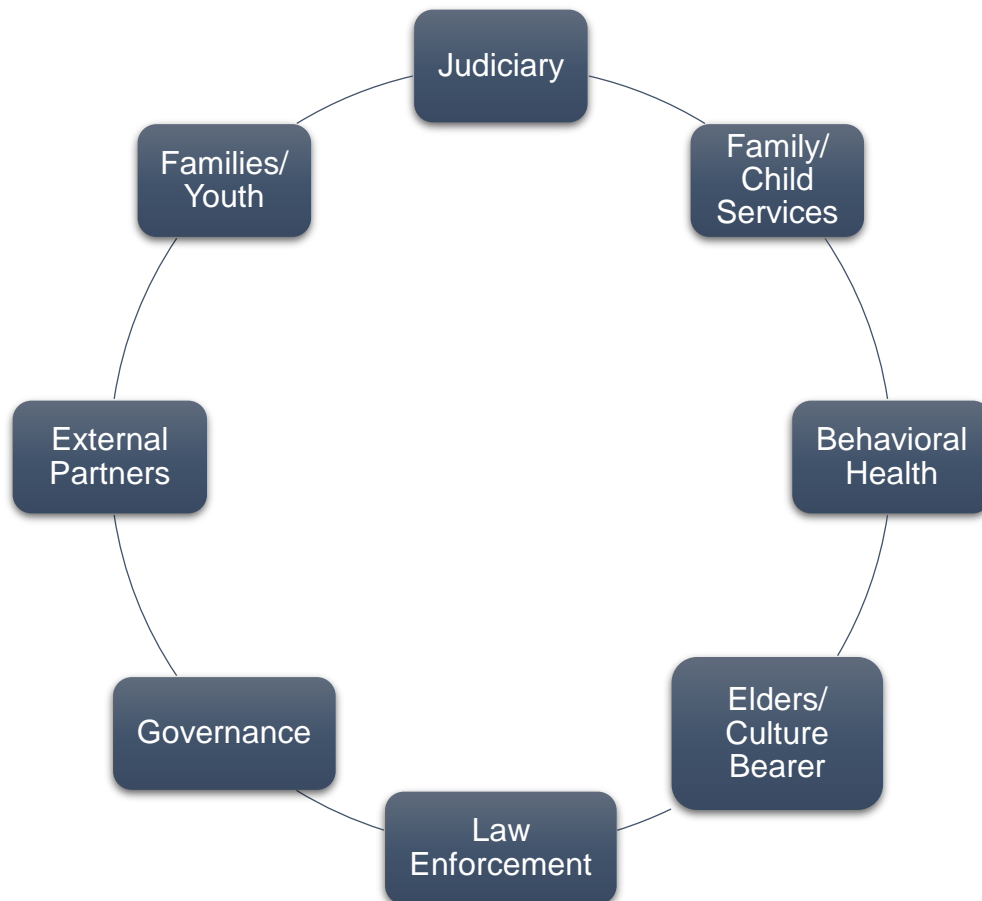 Judiciary
Family/
Child
Services
Behavioral
Health
Elders/
Culture
Bearer
Law
Enforcement
Governance
External
Partners
Families/
Youth